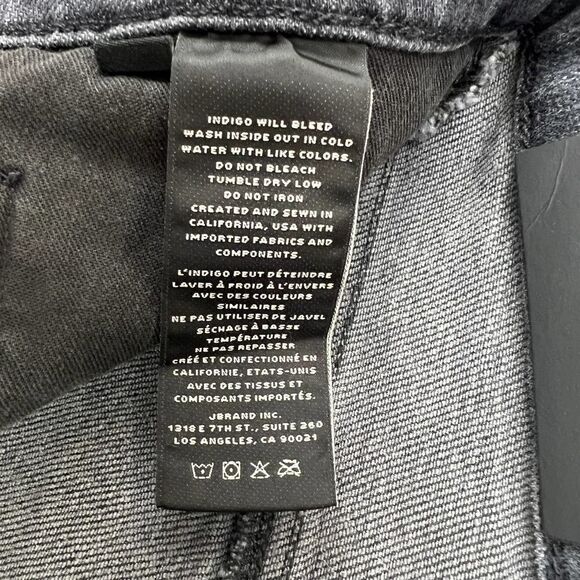 INDIGO WILL BLEED
WASH INSIDE OUT IN COLD
WATER WITH LIKE COLORS.
DO NOT BLEACH
TUMBLE DRY LOW
DO NOT IRON
CREATED AND SEWN IN
CALIFORNIA, USA WITH
IMPORTED FABRICS AND
COMPONENTS.
L'INDIGO PEUT DÉTEINDRE
LAVER À FROID À L'ENVERS
AVEC DES COULEURS
SIMILAIRES
NE PAS UTILISER DE JAVEL
SÉCHAGE À BASSE
TEMPÉRATURE
NE PAS REPASSER
CRÉÉ ET CONFECTIONNÉ EN
CALIFORNIE, ETATS-UNIS
AVEC DES TISSUS ET
COMPOSANTS IMPORTÉS.
JBRAND INC.
1318 E 7TH ST., SUITE 260
LOS ANGELES, CA 90021